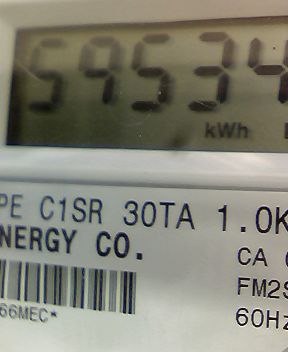 59534
kWh
PE C1SR 30TA 1.0K
NERGY CO.
CA
FM2S
66MEC*
60Hz